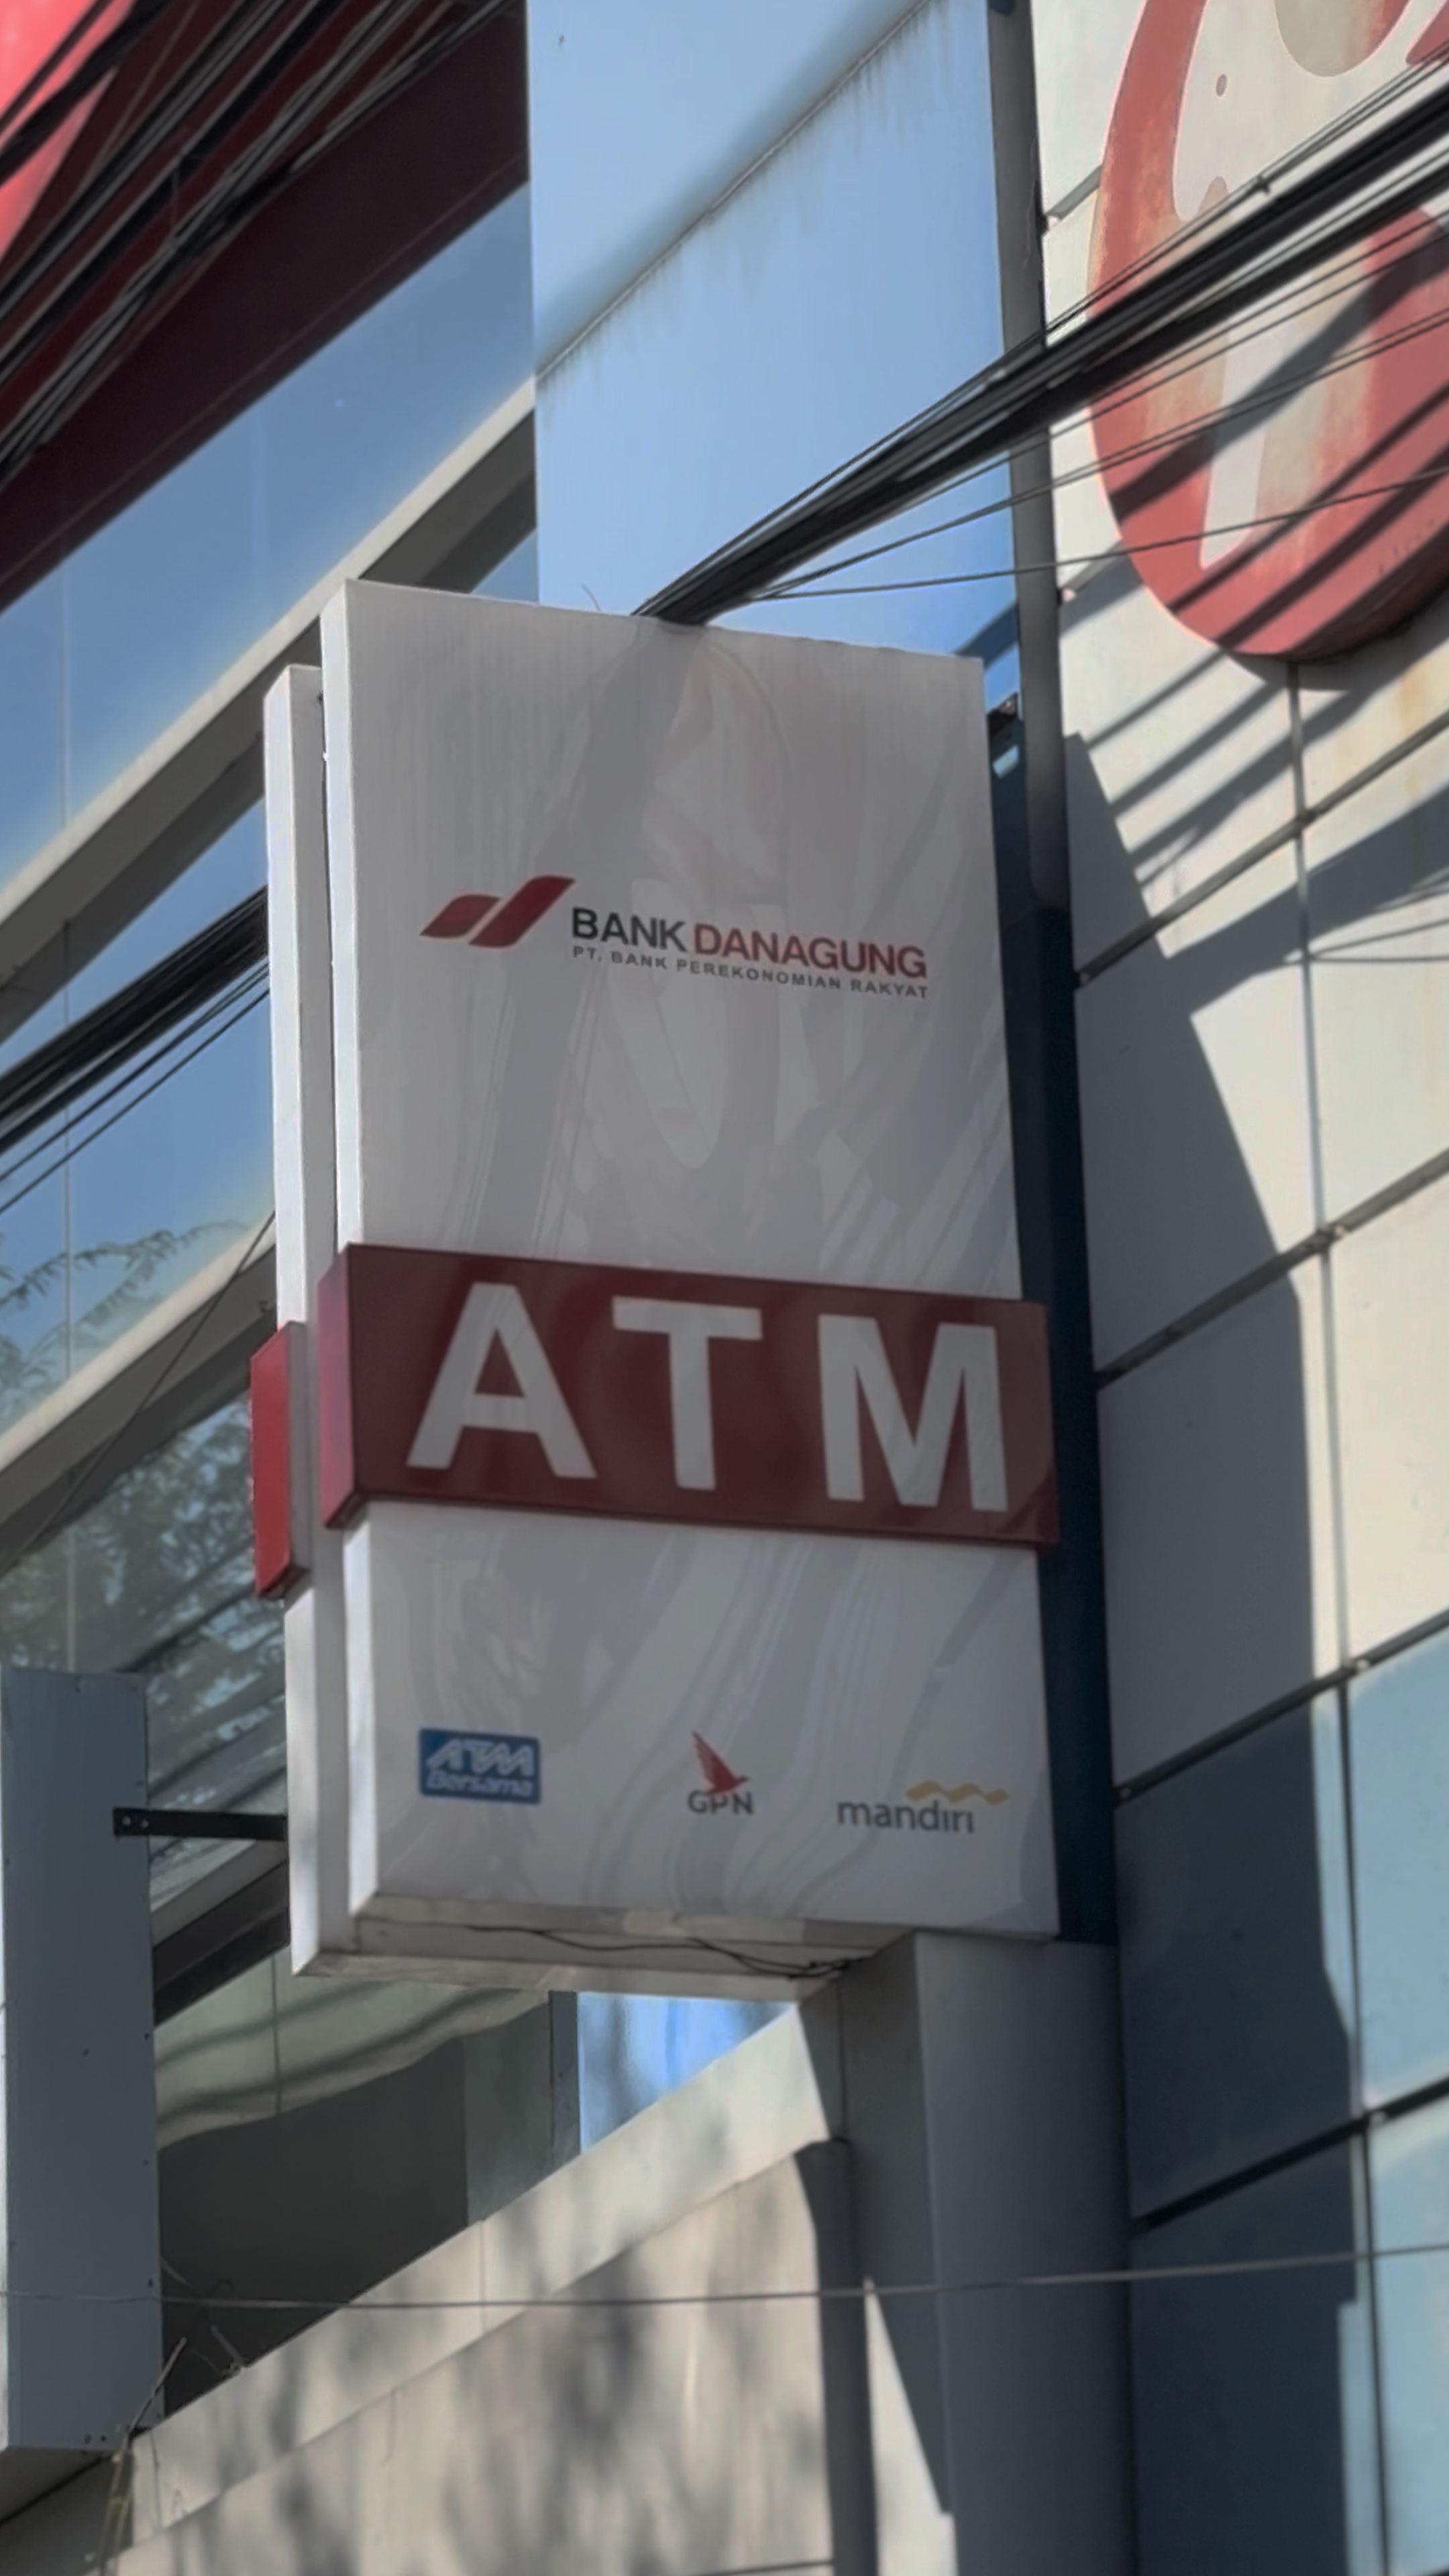 BANK DANAGUNG
PT. BANK PEREKONOMIAN RAKYAT
ATM
ATM Bersama
GPN
mandiri